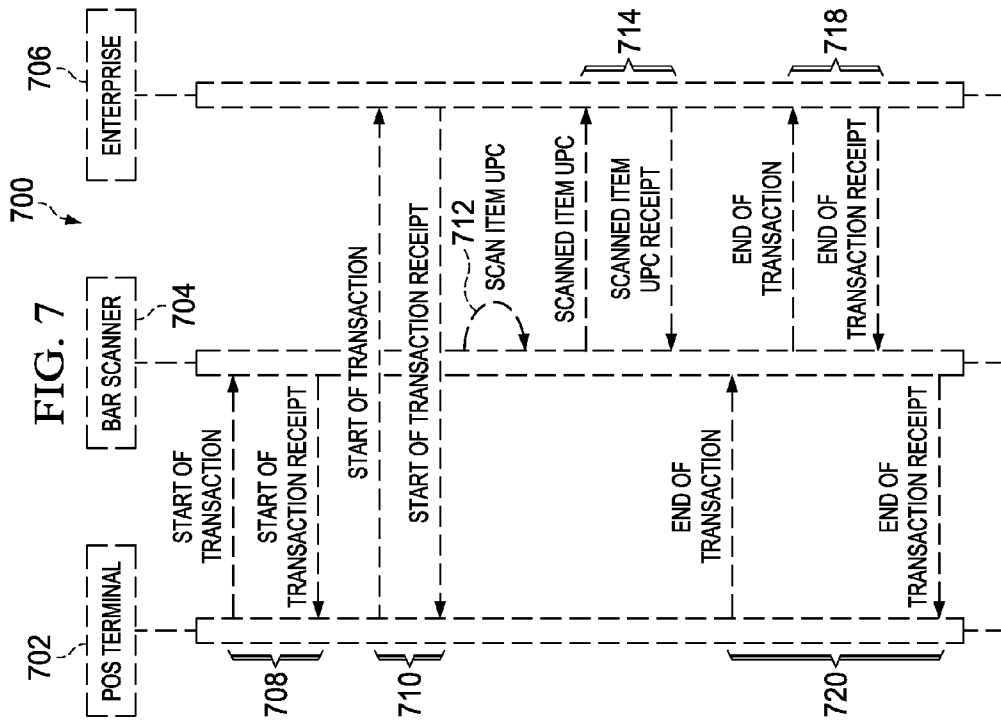 FIG. 7
700
702
POS TERMINAL
704
BAR SCANNER
706
ENTERPRISE
708
START OF
TRANSACTION
START OF
TRANSACTION RECEIPT
710
START OF TRANSACTION
START OF TRANSACTION RECEIPT
712
SCAN ITEM UPC
714
SCANNED ITEM UPC
SCANNED ITEM
UPC RECEIPT
720
END OF
TRANSACTION
718
END OF
TRANSACTION
END OF
TRANSACTION RECEIPT
END OF
TRANSACTION RECEIPT